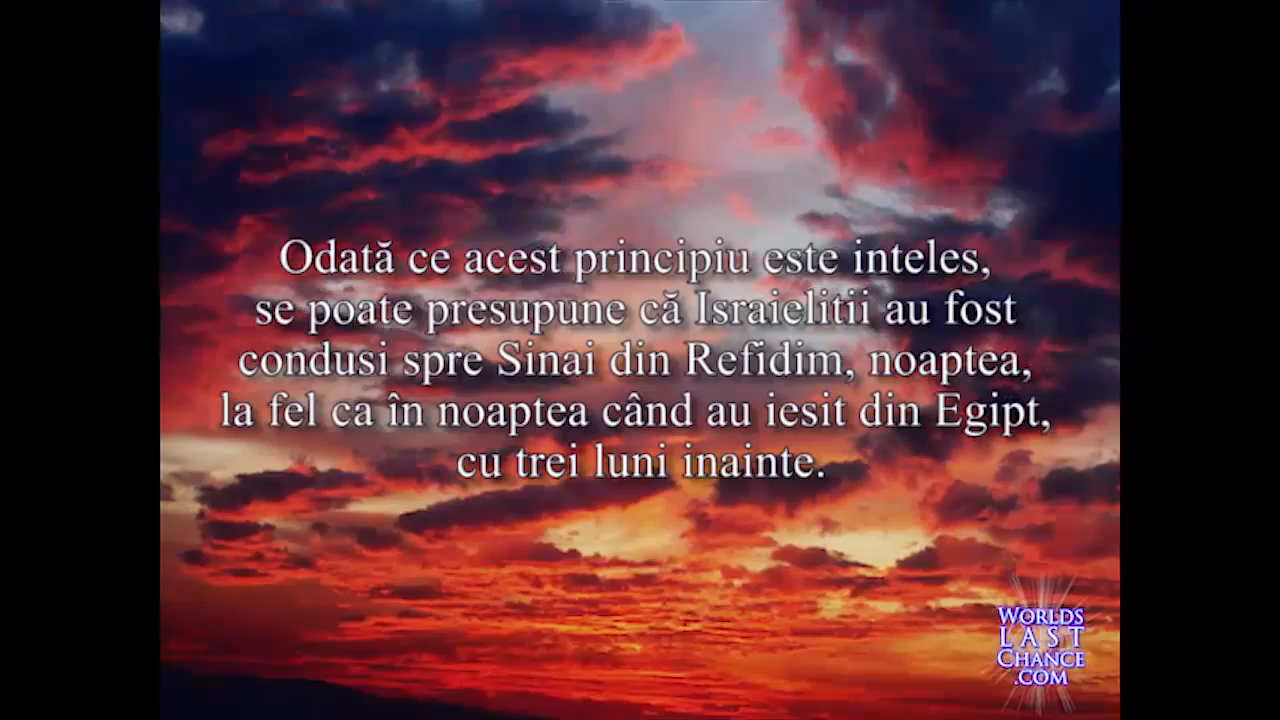 Odată ce acest principiu este inteles,
se poate presupune că Israielitii au fost
condusi spre Sinai din Refidim, noaptea,
la fel ca în noaptea când au iesit din Egipt,
cu trei luni inainte.
WORLDS
LAST
CHANCE
.COM